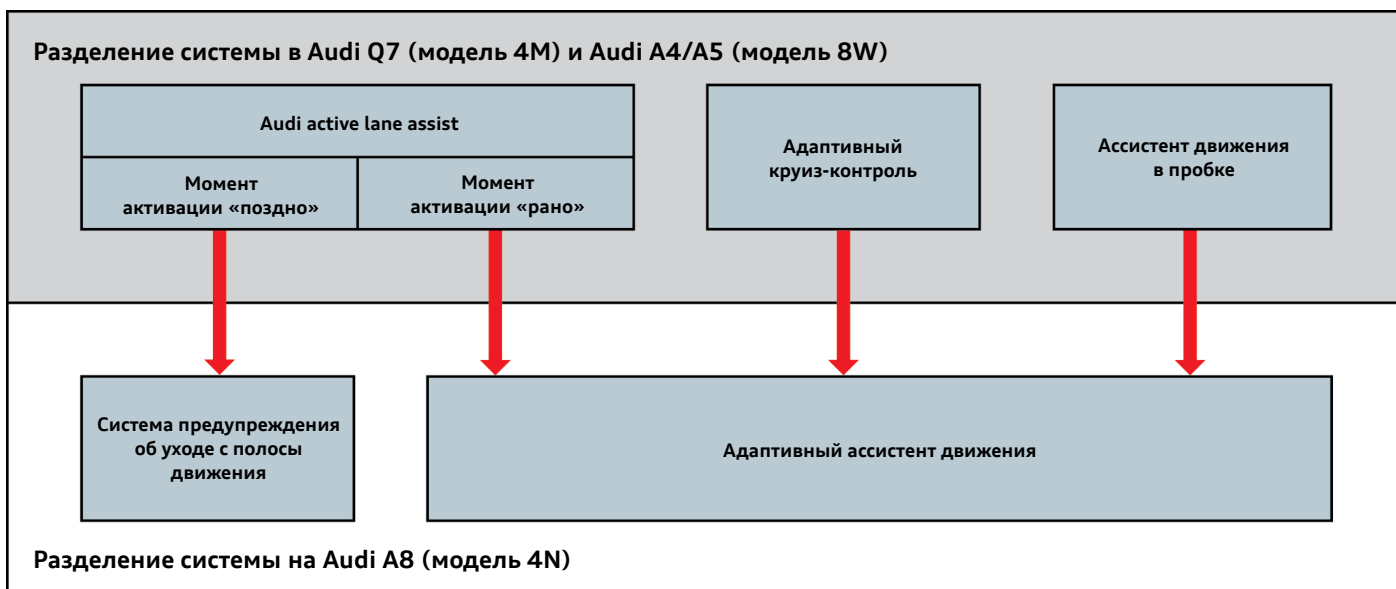 Разделение системы в Audi Q7 (модель 4M) и Audi A4/A5 (модель 8W)
Audi active lane assist
Момент
активации «поздно»
Момент
активации «рано»
Адаптивный
круиз-контроль
Ассистент движения
в пробке
Система предупреждения
об уходе с полосы
движения
Адаптивный ассистент движения
Разделение системы на Audi A8 (модель 4N)